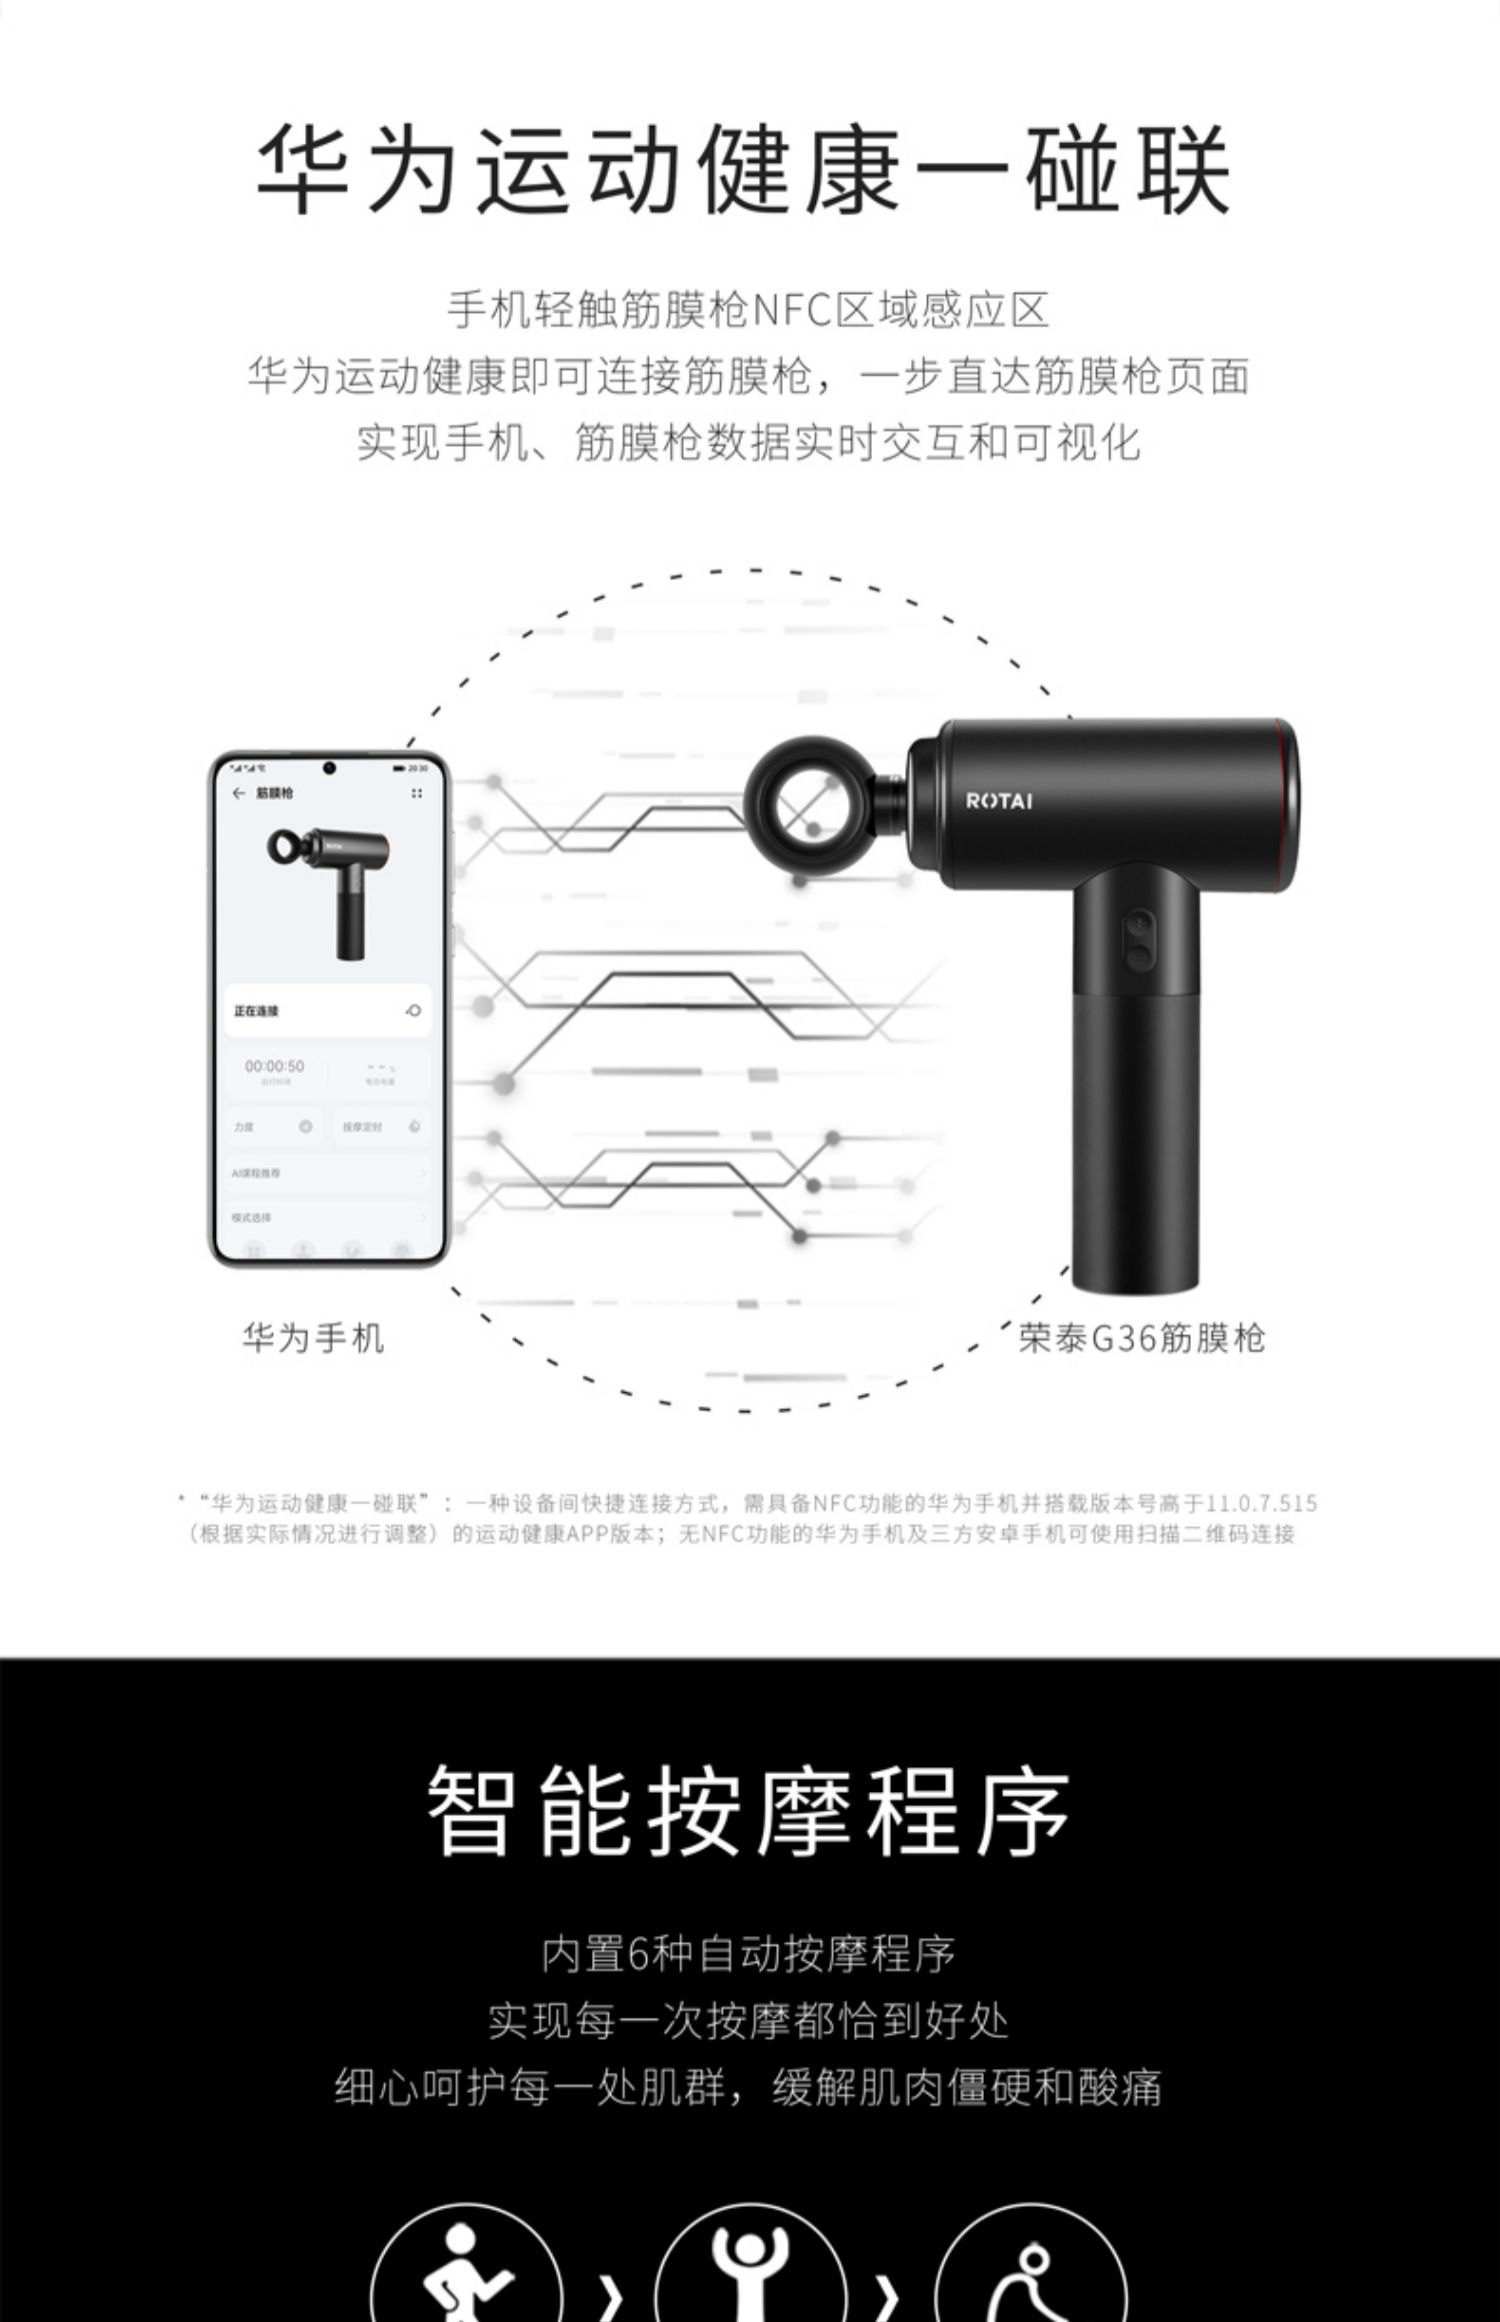 华为运动健康一碰联
手机轻触筋膜枪NFC区域感应区
华为运动健康即可连接筋膜枪，一步直达筋膜枪页面
实现手机、筋膜枪数据实时交互和可视化
20:30
筋膜枪
ROTAI
ROTAI
正在连接
00:00:50
运行时间
电池电量
力度
按摩定时
AI课程推荐
模式选择
华为手机
荣泰G36筋膜枪
*“华为运动健康一碰联”：一种设备间快捷连接方式，需具备NFC功能的华为手机并搭载版本号高于11.0.7.515
（根据实际情况进行调整）的运动健康APP版本；无NFC功能的华为手机及三方安卓手机可使用扫描二维码连接
智能按摩程序
内置6种自动按摩程序
实现每一次按摩都恰到好处
细心呵护每一处肌群，缓解肌肉僵硬和酸痛